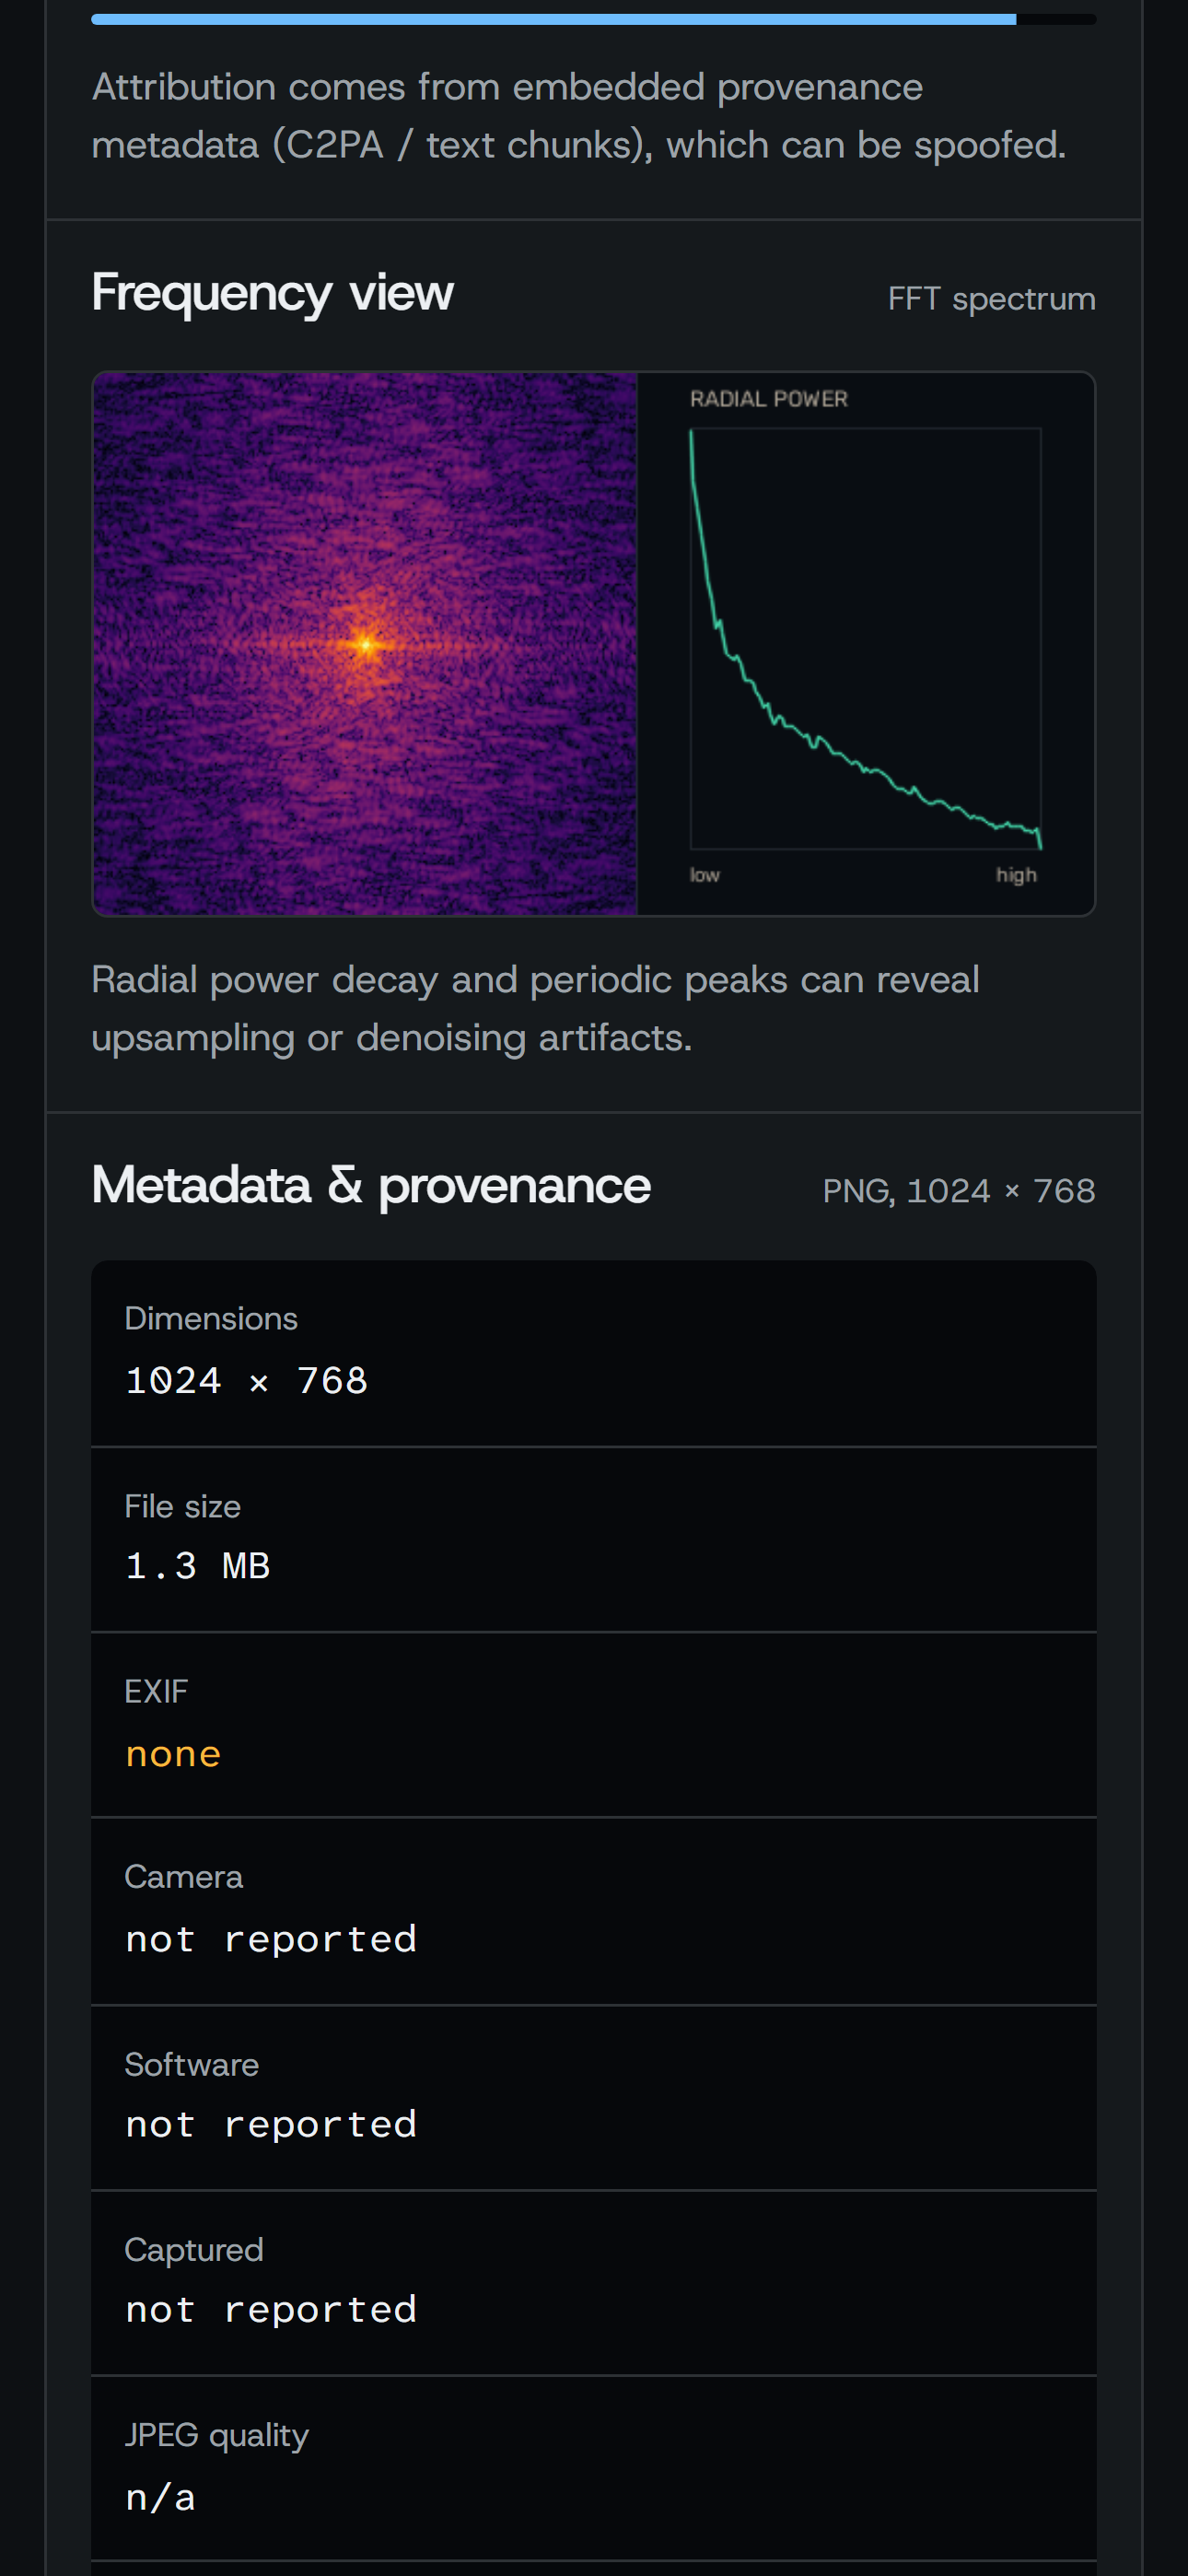 Attribution comes from embedded provenance
metadata (C2PA / text chunks), which can be spoofed.
Frequency view
FFT spectrum
RADIAL POWER
low
high
Radial power decay and periodic peaks can reveal
upsampling or denoising artifacts.
Metadata & provenance
PNG, 1024 × 768
Dimensions
1024 × 768
File size
1.3 MB
EXIF
none
Camera
not reported
Software
not reported
Captured
not reported
JPEG quality
n/a